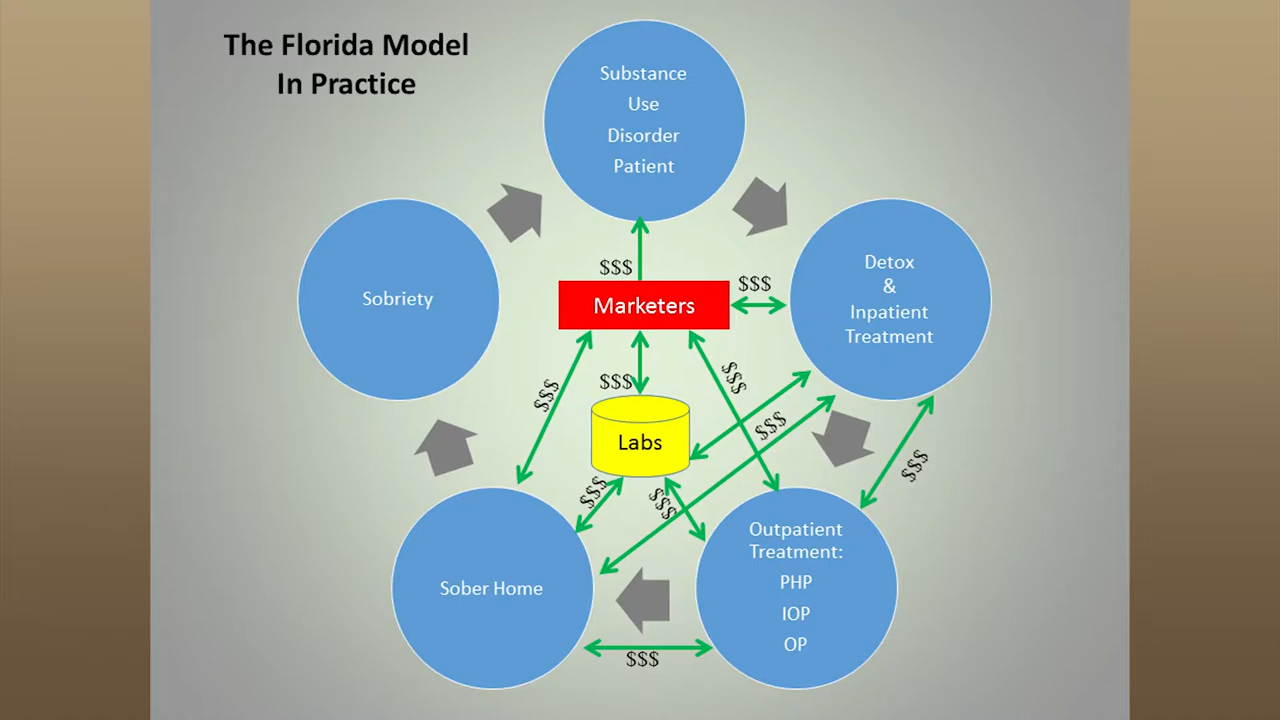 The Florida Model
In Practice
Substance
Use
Disorder
Patient
Detox
&
Inpatient
Treatment
Sobriety
$$$
$$$
Marketers
$$$
$$$
$$$
$$$
Labs
$$$
$$$
$$$
Outpatient
Treatment:
PHP
IOP
OP
Sober Home
$$$